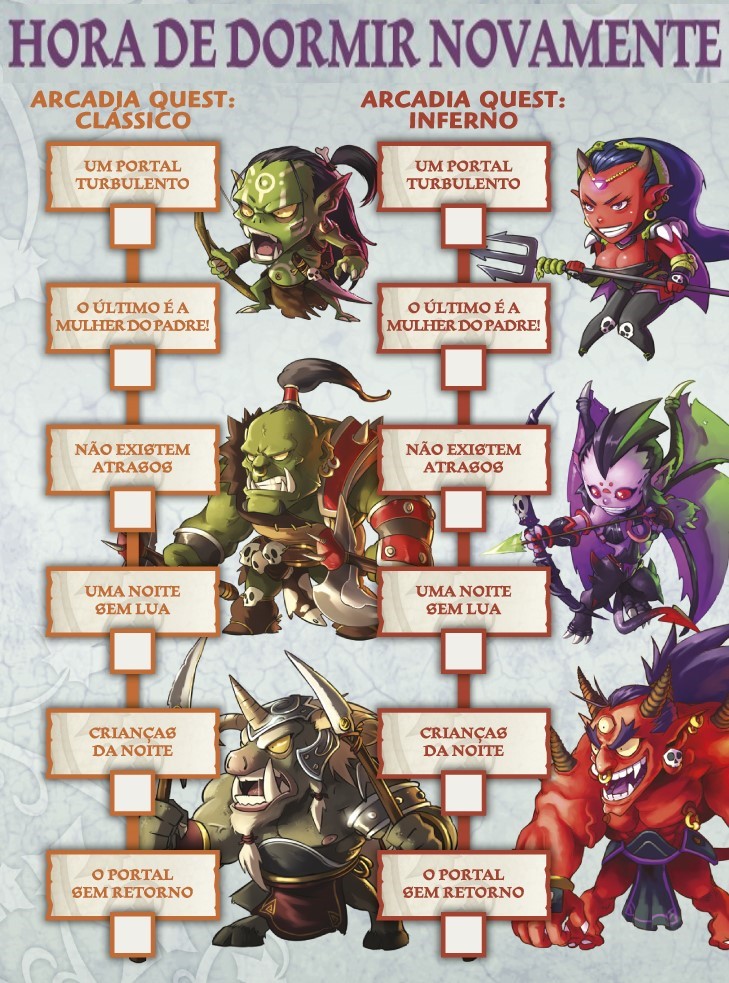 HORA DE DORMIR NOVAMENTE
ARCADIA QUEST:
CLÁSSICO
UM PORTAL
TURBULENTO
O ÚLTIMO É A
MULHER DO PADRE!
NÃO EXISTEM
ATRASOS
UMA NOITE
SEM LUA
CRIANÇAS
DA NOITE
O PORTAL
SEM RETORNO
ARCADIA QUEST:
INFERNO
UM PORTAL
TURBULENTO
O ÚLTIMO É A
MULHER DO PADRE!
NÃO EXISTEM
ATRASOS
UMA NOITE
SEM LUA
CRIANÇAS
DA NOITE
O PORTAL
SEM RETORNO